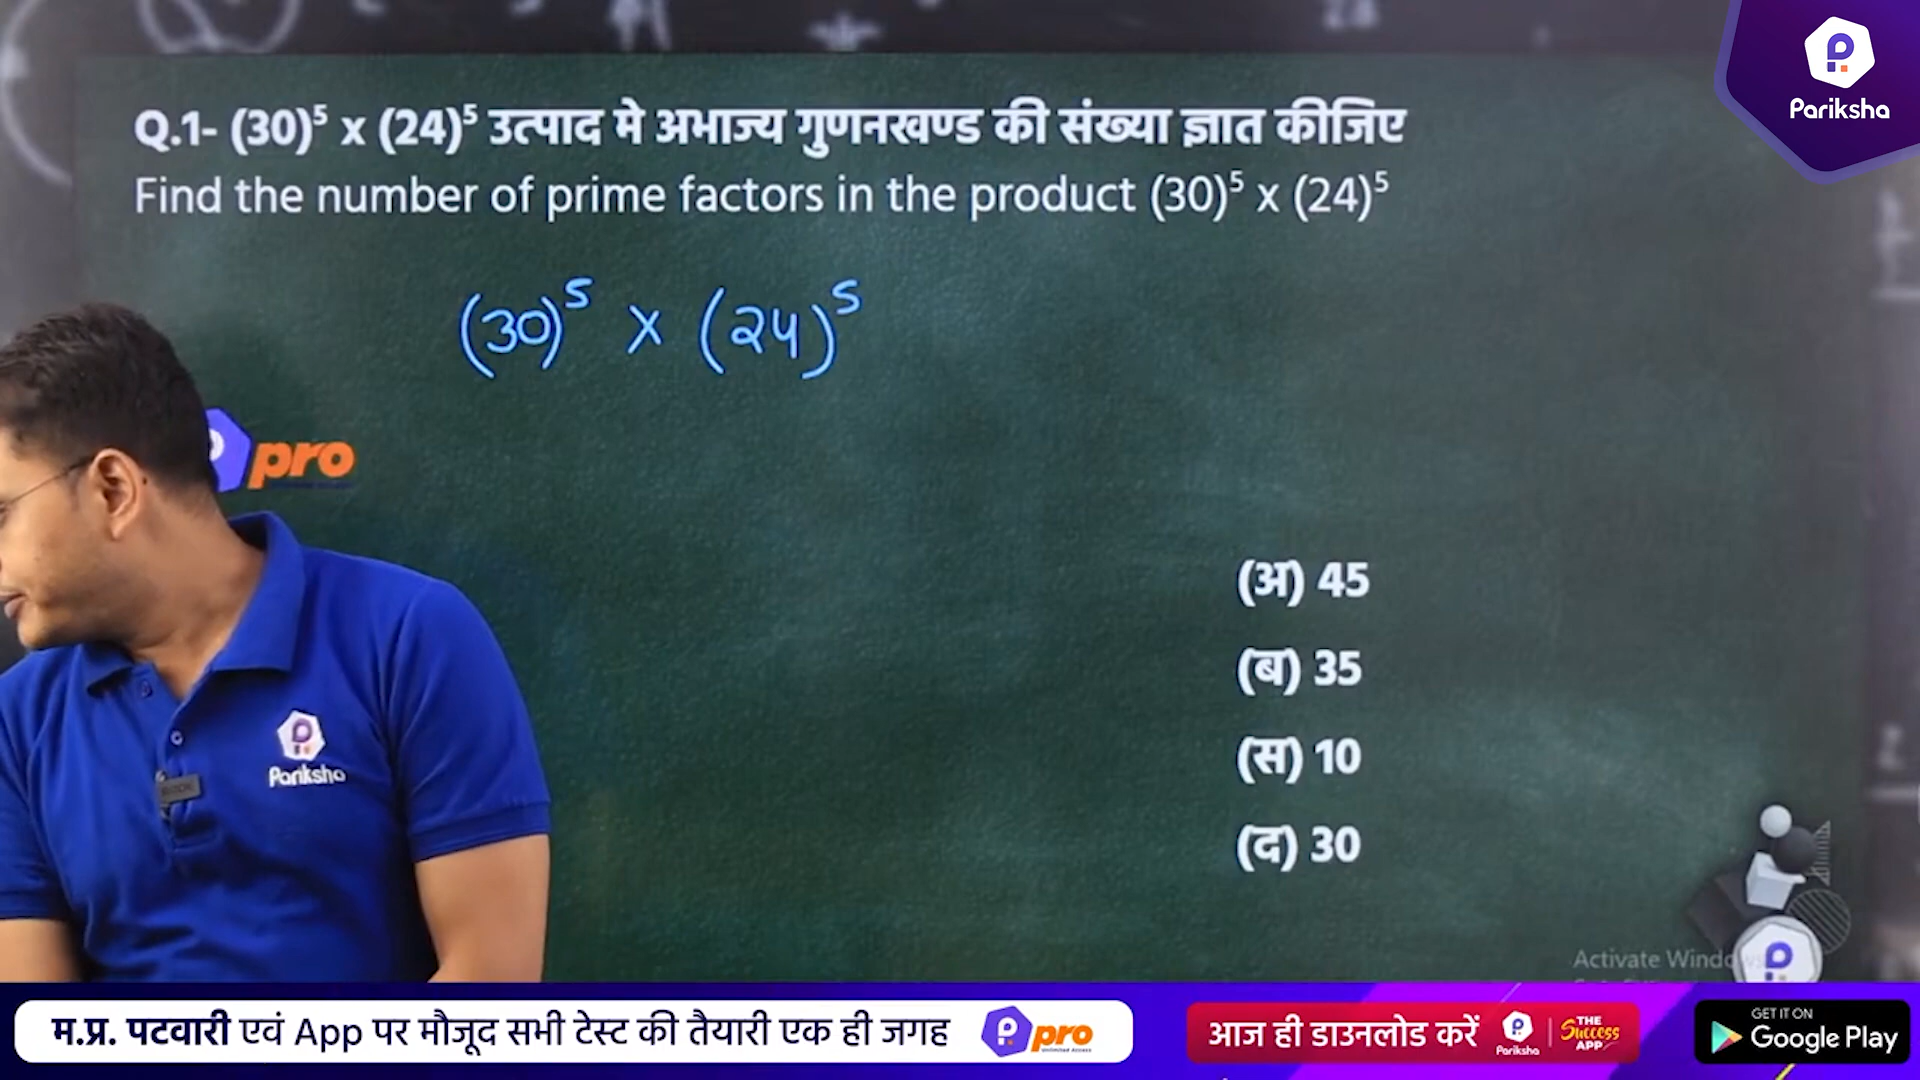 Pariksha
Q.1- (30)⁵ x (24)⁵ उत्पाद मे अभाज्य गुणनखण्ड की संख्या ज्ञात कीजिए
Find the number of prime factors in the product (30)⁵ x (24)⁵
(30)⁵ x (24)⁵
pro
(अ) 45
(ब) 35
(स) 10
(द) 30
Pariksha
Activate Windows
म.प्र. पटवारी एवं App पर मौजूद सभी टेस्ट की तैयारी एक ही जगह
pro
आज ही डाउनलोड करें
Pariksha
THE
Success
APP
GET IT ON
Google Play